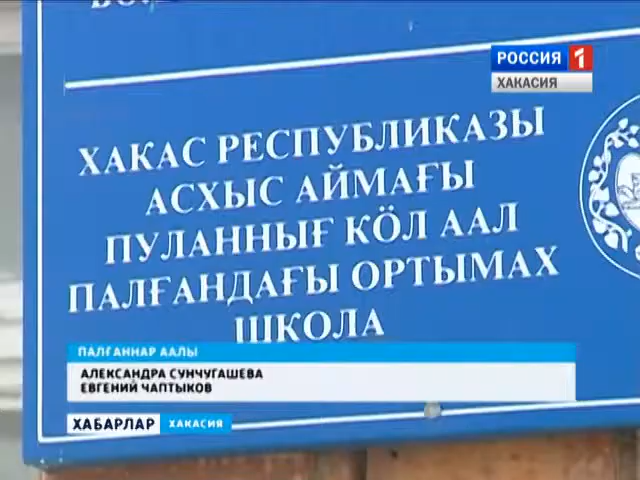 РОССИЯ 1
ХАКАСИЯ
ХАКАС РЕСПУБЛИКАЗЫ
АСХЫС АЙМАҒЫ
ПУЛАННЫҒ КӦЛ ААЛ
ПАЛҒАНДАҒЫ ОРТЫМАХ
ШКОЛА
ПАЛҒАННАР ААЛЫ
АЛЕКСАНДРА СУНЧУГАШЕВА
ЕВГЕНИЙ ЧАПТЫКОВ
ХАБАРЛАР ХАКАСИЯ